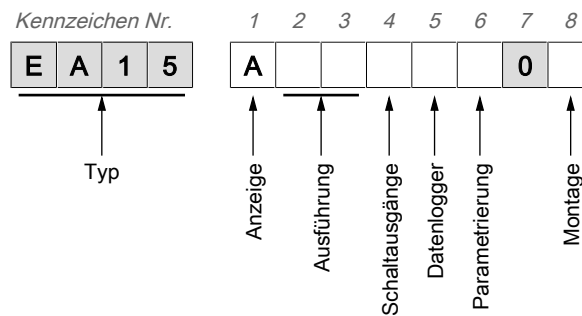 Kennzeichen Nr. 1 2 3 4 5 6 7 8
E A 1 5 A 0
Typ
Anzeige
Ausführung
Schaltausgänge
Datenlogger
Parametrierung
Montage